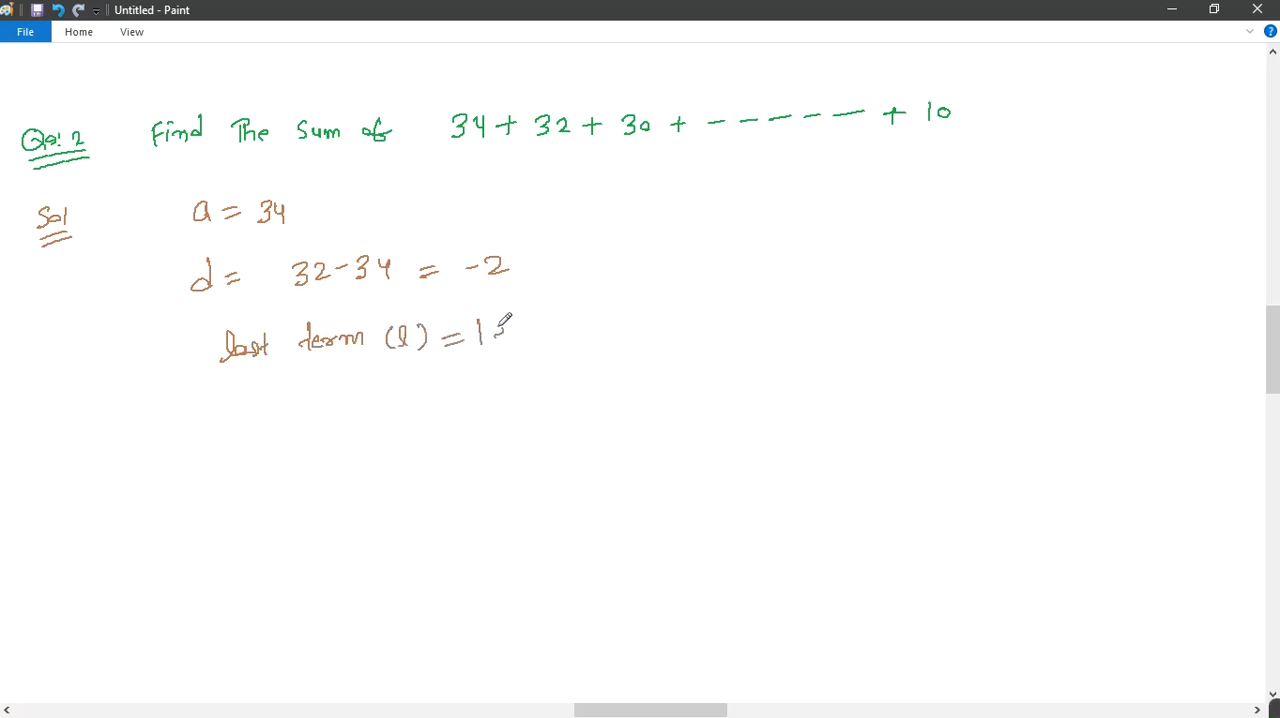 Untitled - Paint
File Home View
Qs: 2 Find The Sum of 34 + 32 + 30 + - - - - - - + 10
Sol a = 34
d = 32 - 34 = -2
last term (l) = 1